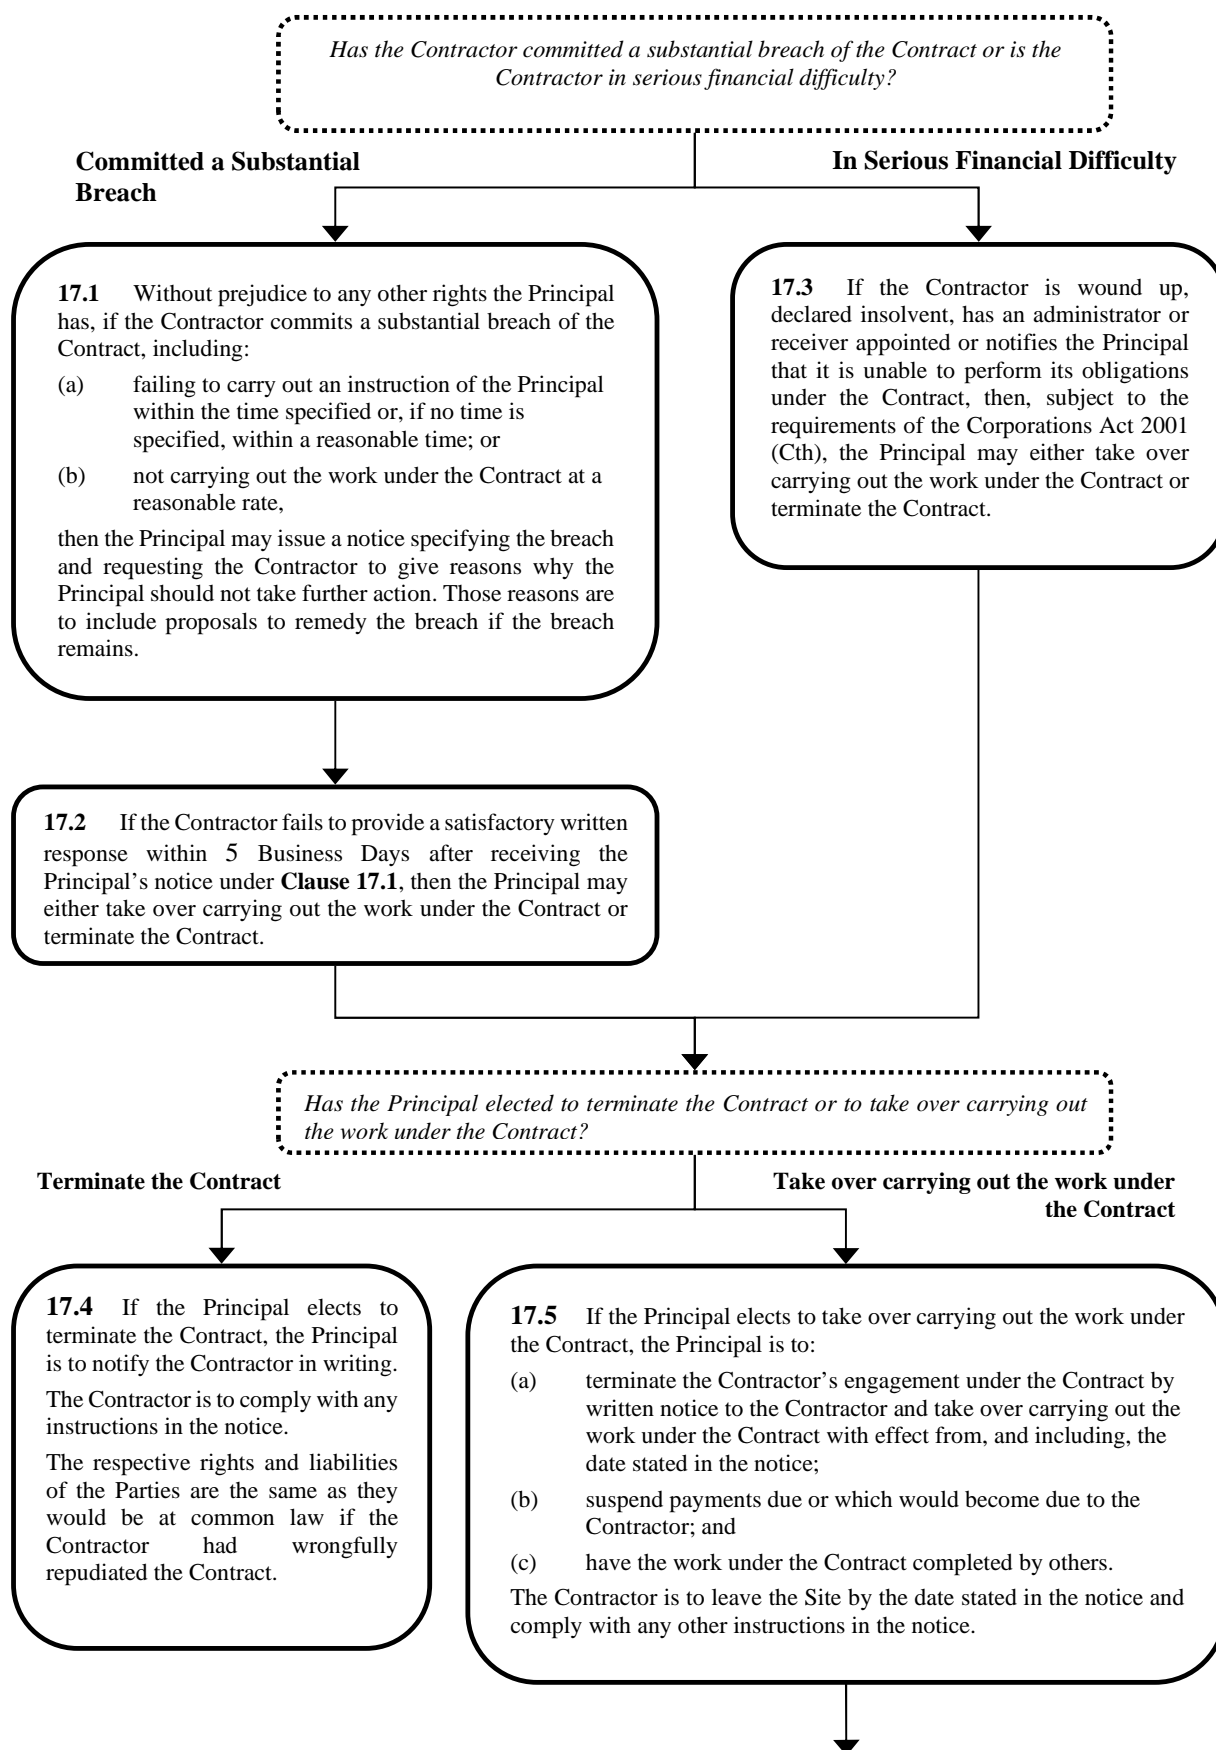 Has the Contractor committed a substantial breach of the Contract or is the
Contractor in serious financial difficulty?
Committed a Substantial
Breach
In Serious Financial Difficulty
17.1 Without prejudice to any other rights the Principal
has, if the Contractor commits a substantial breach of the
Contract, including:
(a) failing to carry out an instruction of the Principal
within the time specified or, if no time is
specified, within a reasonable time; or
(b) not carrying out the work under the Contract at a
reasonable rate,
then the Principal may issue a notice specifying the breach
and requesting the Contractor to give reasons why the
Principal should not take further action. Those reasons are
to include proposals to remedy the breach if the breach
remains.
17.3 If the Contractor is wound up,
declared insolvent, has an administrator or
receiver appointed or notifies the Principal
that it is unable to perform its obligations
under the Contract, then, subject to the
requirements of the Corporations Act 2001
(Cth), the Principal may either take over
carrying out the work under the Contract or
terminate the Contract.
17.2 If the Contractor fails to provide a satisfactory written
response within 5 Business Days after receiving the
Principal’s notice under Clause 17.1, then the Principal may
either take over carrying out the work under the Contract or
terminate the Contract.
Has the Principal elected to terminate the Contract or to take over carrying out
the work under the Contract?
Terminate the Contract
Take over carrying out the work under
the Contract
17.4 If the Principal elects to
terminate the Contract, the Principal
is to notify the Contractor in writing.
The Contractor is to comply with any
instructions in the notice.
The respective rights and liabilities
of the Parties are the same as they
would be at common law if the
Contractor had wrongfully
repudiated the Contract.
17.5 If the Principal elects to take over carrying out the work under
the Contract, the Principal is to:
(a) terminate the Contractor’s engagement under the Contract by
written notice to the Contractor and take over carrying out the
work under the Contract with effect from, and including, the
date stated in the notice;
(b) suspend payments due or which would become due to the
Contractor; and
(c) have the work under the Contract completed by others.
The Contractor is to leave the Site by the date stated in the notice and
comply with any other instructions in the notice.